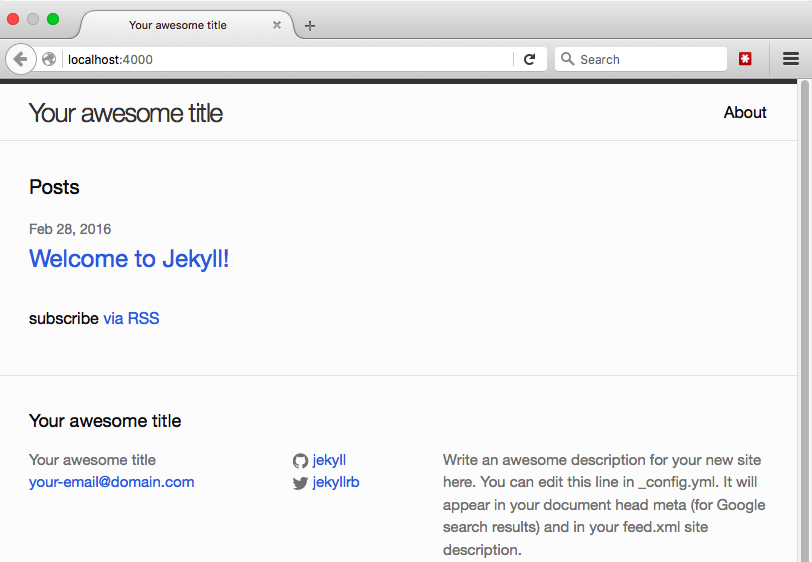 Your awesome title
localhost:4000
Search
Your awesome title
About
Posts
Feb 28, 2016
Welcome to Jekyll!
subscribe via RSS
Your awesome title
Your awesome title
your-email@domain.com
jekyll
jekyllrb
Write an awesome description for your new site
here. You can edit this line in _config.yml. It will
appear in your document head meta (for Google
search results) and in your feed.xml site
description.